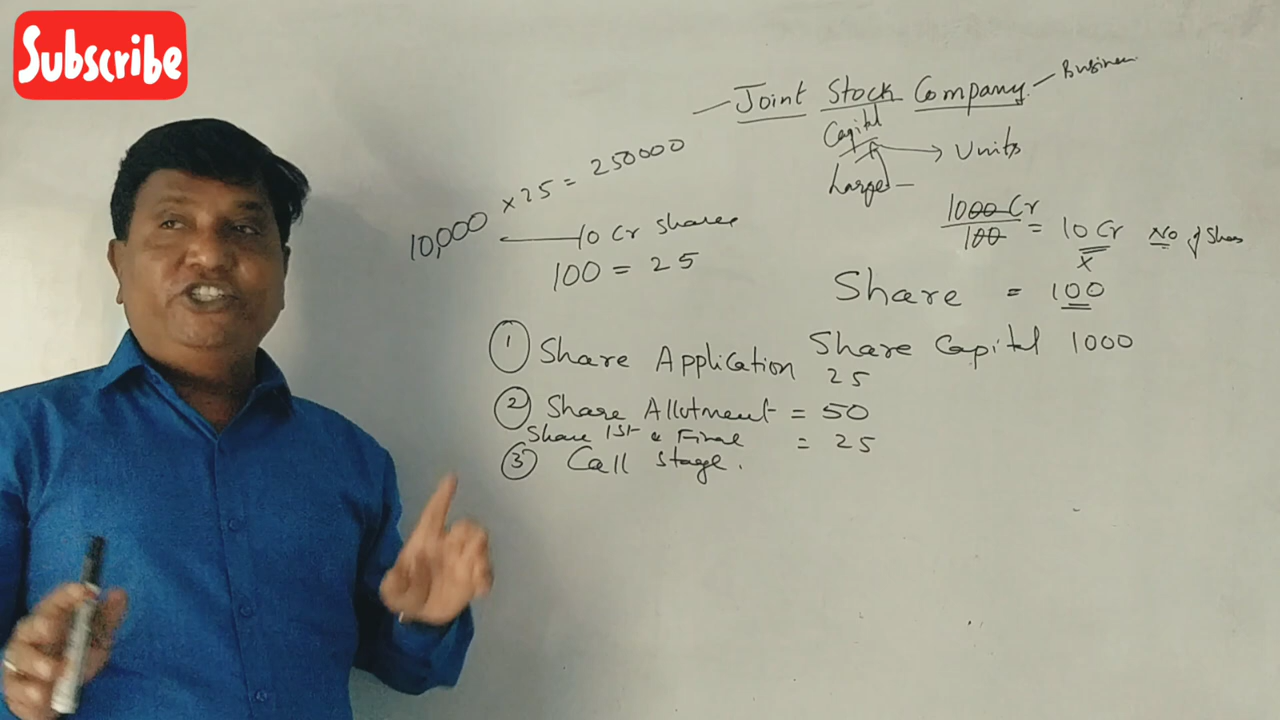 Subscribe
Joint Stock Company
Capital
Units
Large
10,000 × 25 = 250000
10 Cr shares
100 = 25
1000 Cr
100
= 10 Cr
No of
x
Share = 100
Share Capital 1000
1 Share Application 25
2 Share Allotment = 50
Share 1st & Final = 25
3 Call stage.